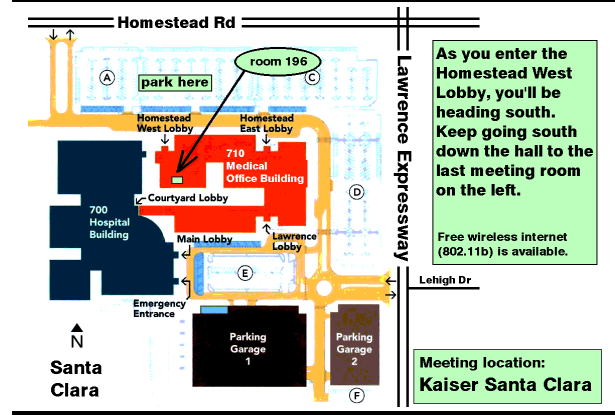 Homestead Rd
A
park here
room 196
C
Homestead
West Lobby
Homestead
East Lobby
710
Medical
Office Building
Courtyard Lobby
700
Hospital
Building
Main Lobby
Lawrence
Lobby
D
E
Emergency
Entrance
Parking
Garage
1
Parking
Garage
2
F
N
Santa
Clara
Lawrence Expressway
Lehigh Dr
As you enter the
Homestead West
Lobby, you'll be
heading south.
Keep going south
down the hall to the
last meeting room
on the left.
Free wireless internet
(802.11b) is available.
Meeting location:
Kaiser Santa Clara